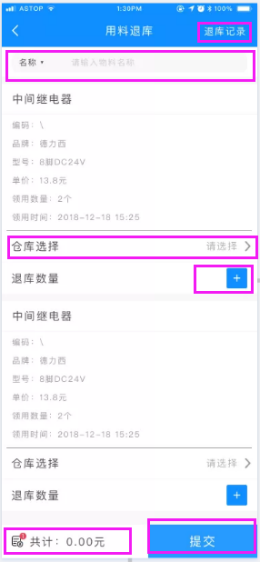 ASTOP 1:20PM 100%
用料退库 退库记录
名称 请输入物料名称
中间继电器
编码：\
品牌：德力西
型号：8脚DC24V
单价：13.8元
领用数量：2个
领用时间：2018-12-18 15:25
仓库选择 请选择
退库数量 +
中间继电器
编码：\
品牌：德力西
型号：8脚DC24V
单价：13.8元
领用数量：2个
领用时间：2018-12-18 15:25
仓库选择 请选择
退库数量 +
共计：0.00元 提交